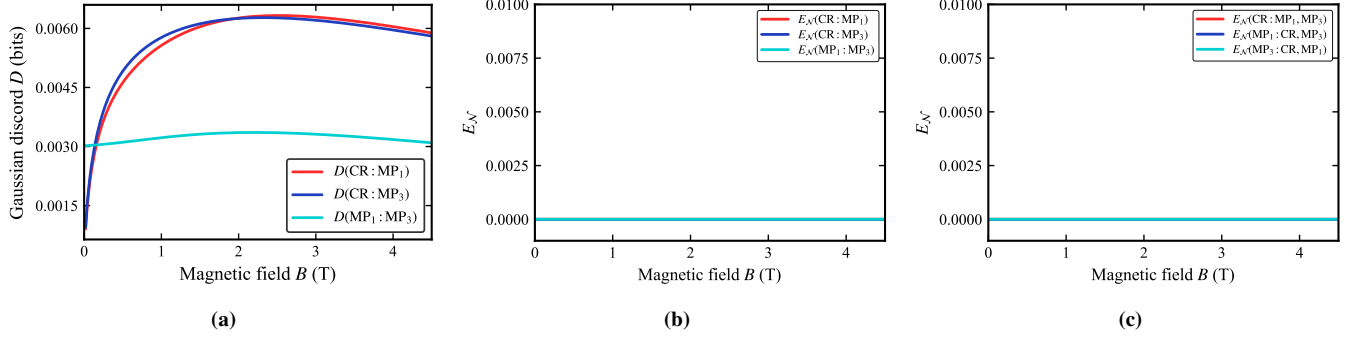 Gaussian discord D (bits)
0.0060
0.0045
0.0030
0.0015
D(CR : MP₁)
D(CR : MP₃)
D(MP₁ : MP₃)
0 1 2 3 4
Magnetic field B (T)
(a)
E𝒩
0.0100
0.0075
0.0050
0.0025
0.0000
E𝒩(CR : MP₁)
E𝒩(CR : MP₃)
E𝒩(MP₁ : MP₃)
0 1 2 3 4
Magnetic field B (T)
(b)
E𝒩
0.0100
0.0075
0.0050
0.0025
0.0000
E𝒩(CR : MP₁, MP₃)
E𝒩(MP₁ : CR, MP₃)
E𝒩(MP₃ : CR, MP₁)
0 1 2 3 4
Magnetic field B (T)
(c)